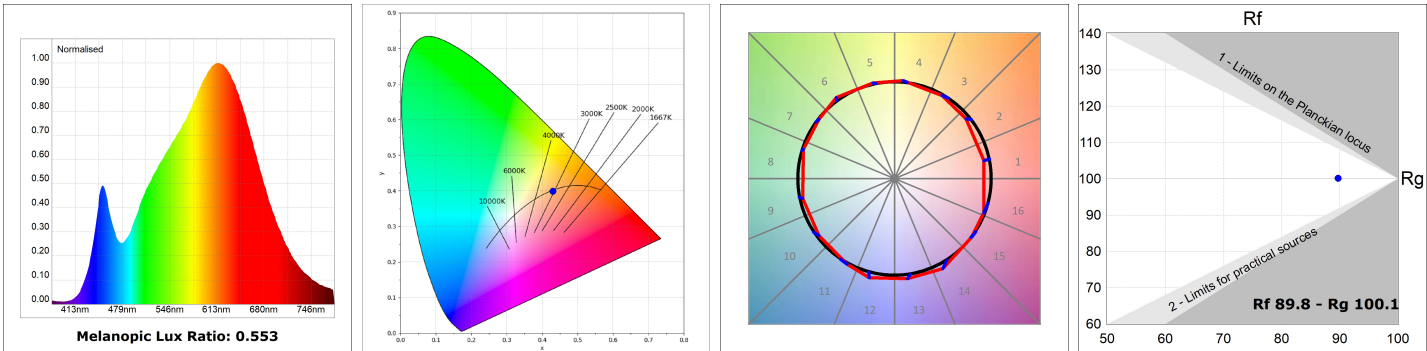 Normalised
1.00
0.90
0.80
0.70
0.60
0.50
0.40
0.30
0.20
0.10
0.00
413nm 479nm 546nm 613nm 680nm 746nm
Melanopic Lux Ratio: 0.553
0.9
0.8
0.7
0.6
0.5
0.4
0.3
0.2
0.1
0.0
y
1667K
2000K
2500K
3000K
4000K
6000K
10000K
0.0 0.1 0.2 0.3 0.4 0.5 0.6 0.7 0.8
x
5 4
6 3
7 2
8 1
9 16
10 15
11 14
12 13
Rf
140
130
120
110
100
90
80
70
60
1 - Limits on the Planckian locus
Rg
2 - Limits for practical sources
Rf 89.8 - Rg 100.1
50 60 70 80 90 100